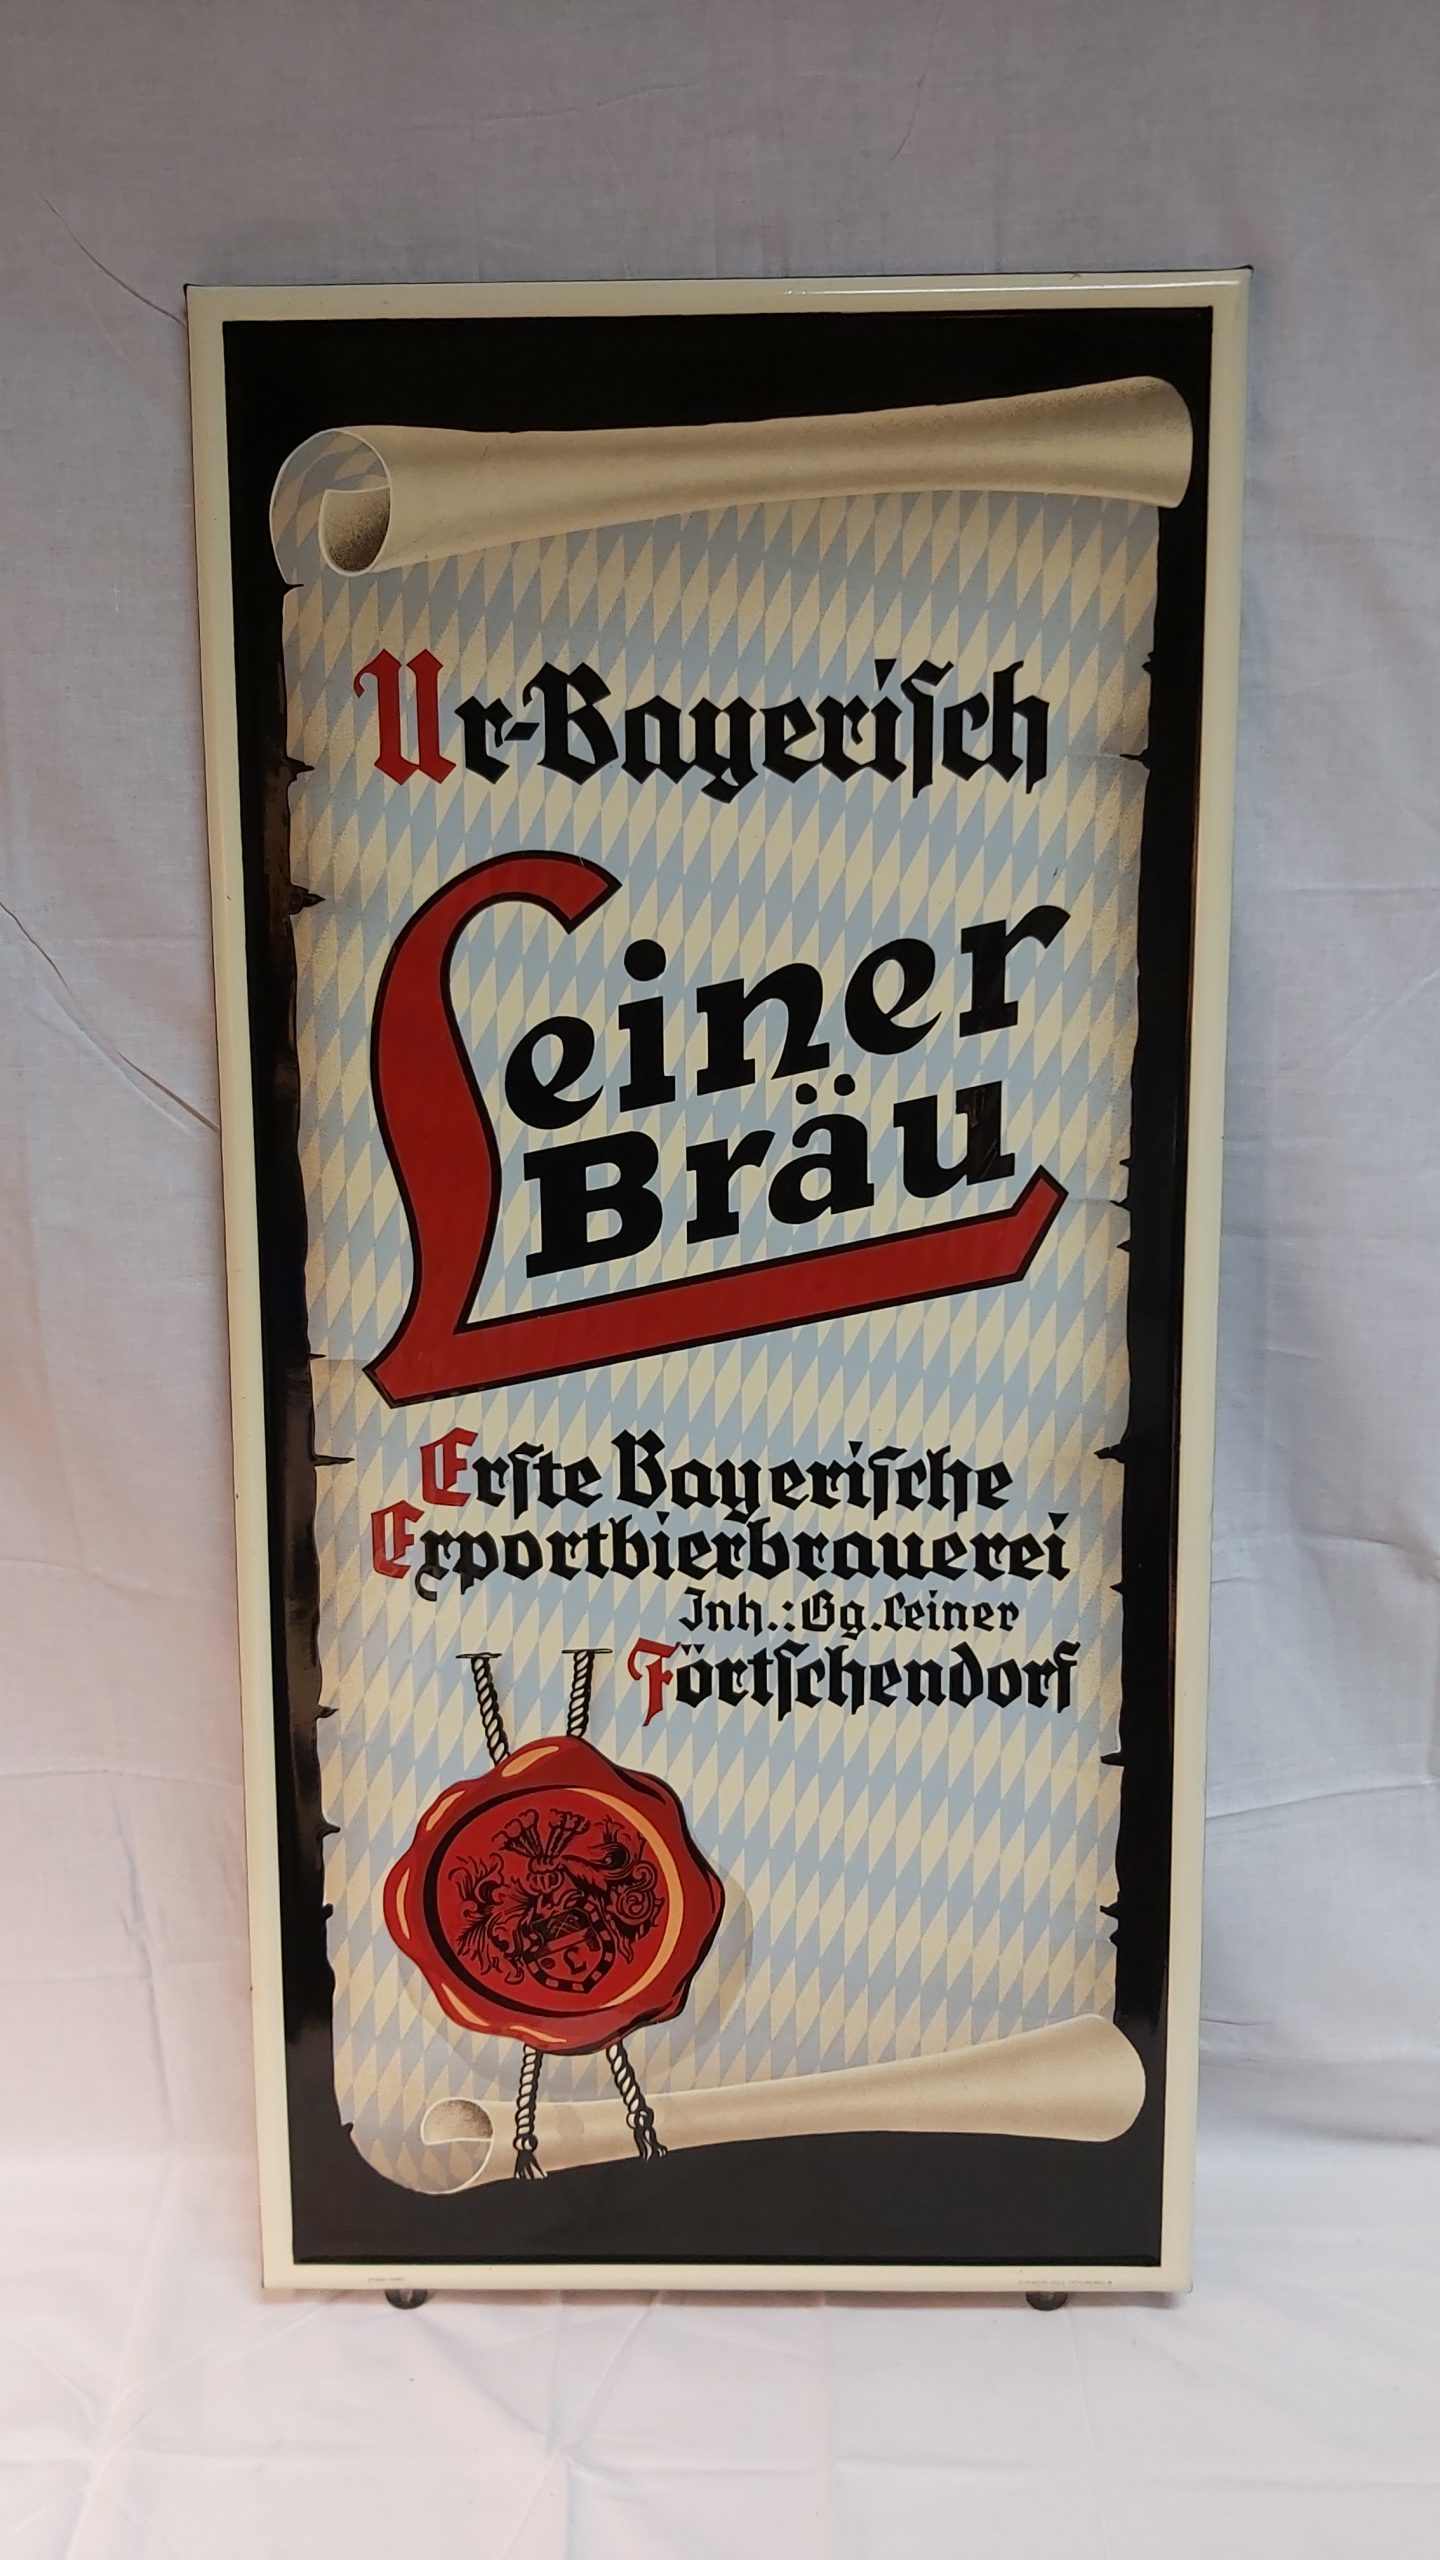 Ur-Bayerisch
Leiner
Bräu
Erste Bayerische
Exportbierbrauerei
Inh.: Gg. Leiner
Förtschendorf
L